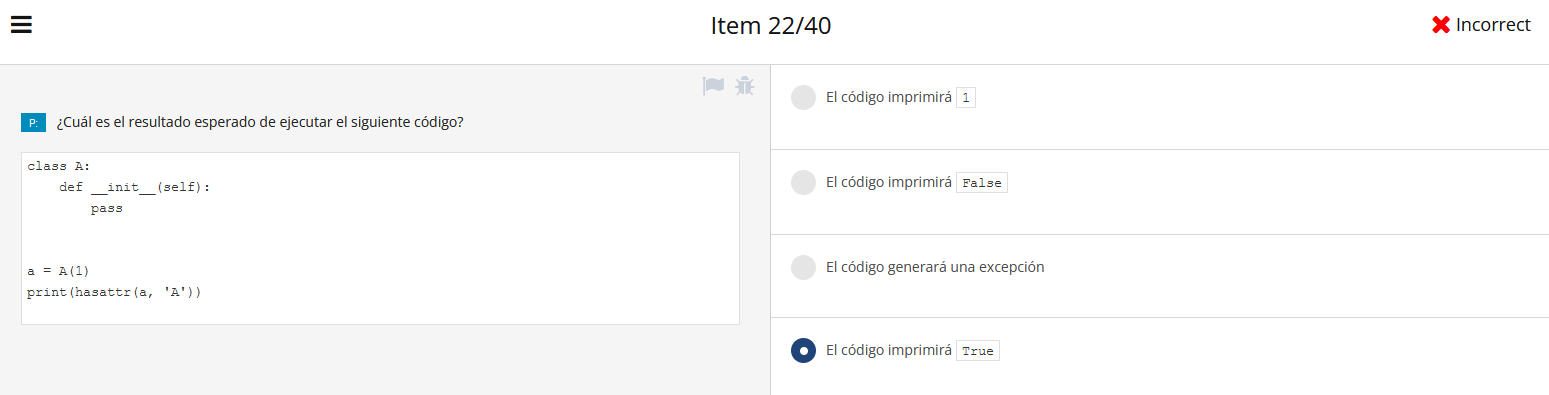 Item 22/40
Incorrect
P: ¿Cuál es el resultado esperado de ejecutar el siguiente código?
class A:
    def __init__(self):
        pass
a = A(1)
print(hasattr(a, 'A'))
El código imprimirá 1
El código imprimirá False
El código generará una excepción
El código imprimirá True